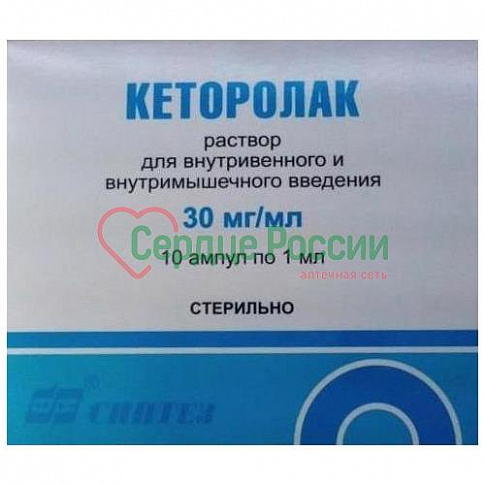 КЕТОРОЛАК
раствор
для внутривенного и
внутримышечного введения
30 мг/мл
Сердце России
10 ампул по 1 мл
аптечная сеть
СТЕРИЛЬНО
® СИНТЕЗ